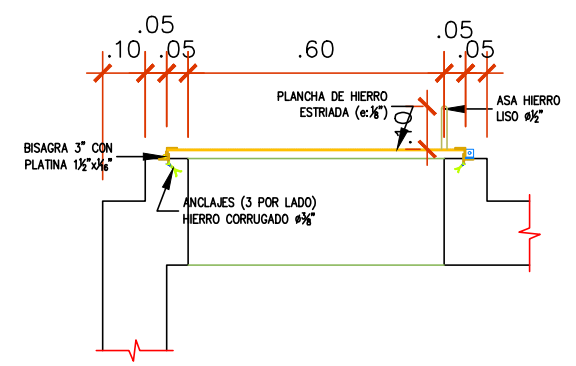 .05
.05
.10
.05
.60
.05
PLANCHA DE HIERRO
ESTRIADA (e:⅛")
ASA HIERRO
LISO ø½"
BISAGRA 3" CON
PLATINA 1½"x⅟₁₆"
ANCLAJES (3 POR LADO)
HIERRO CORRUGADO ø⅜"